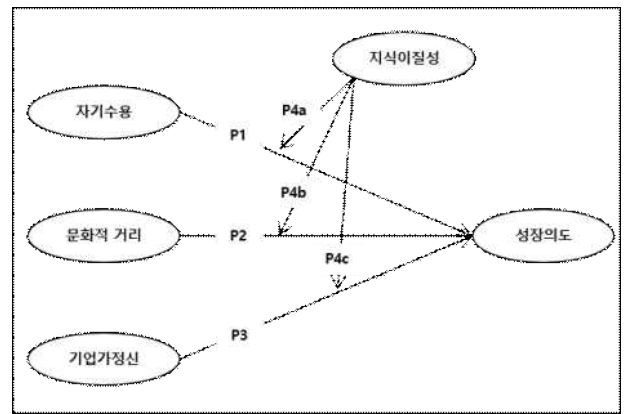 지식이질성
자기수용
P4a
P1
P4b
문화적 거리
P2
성장의도
P4c
P3
기업가정신